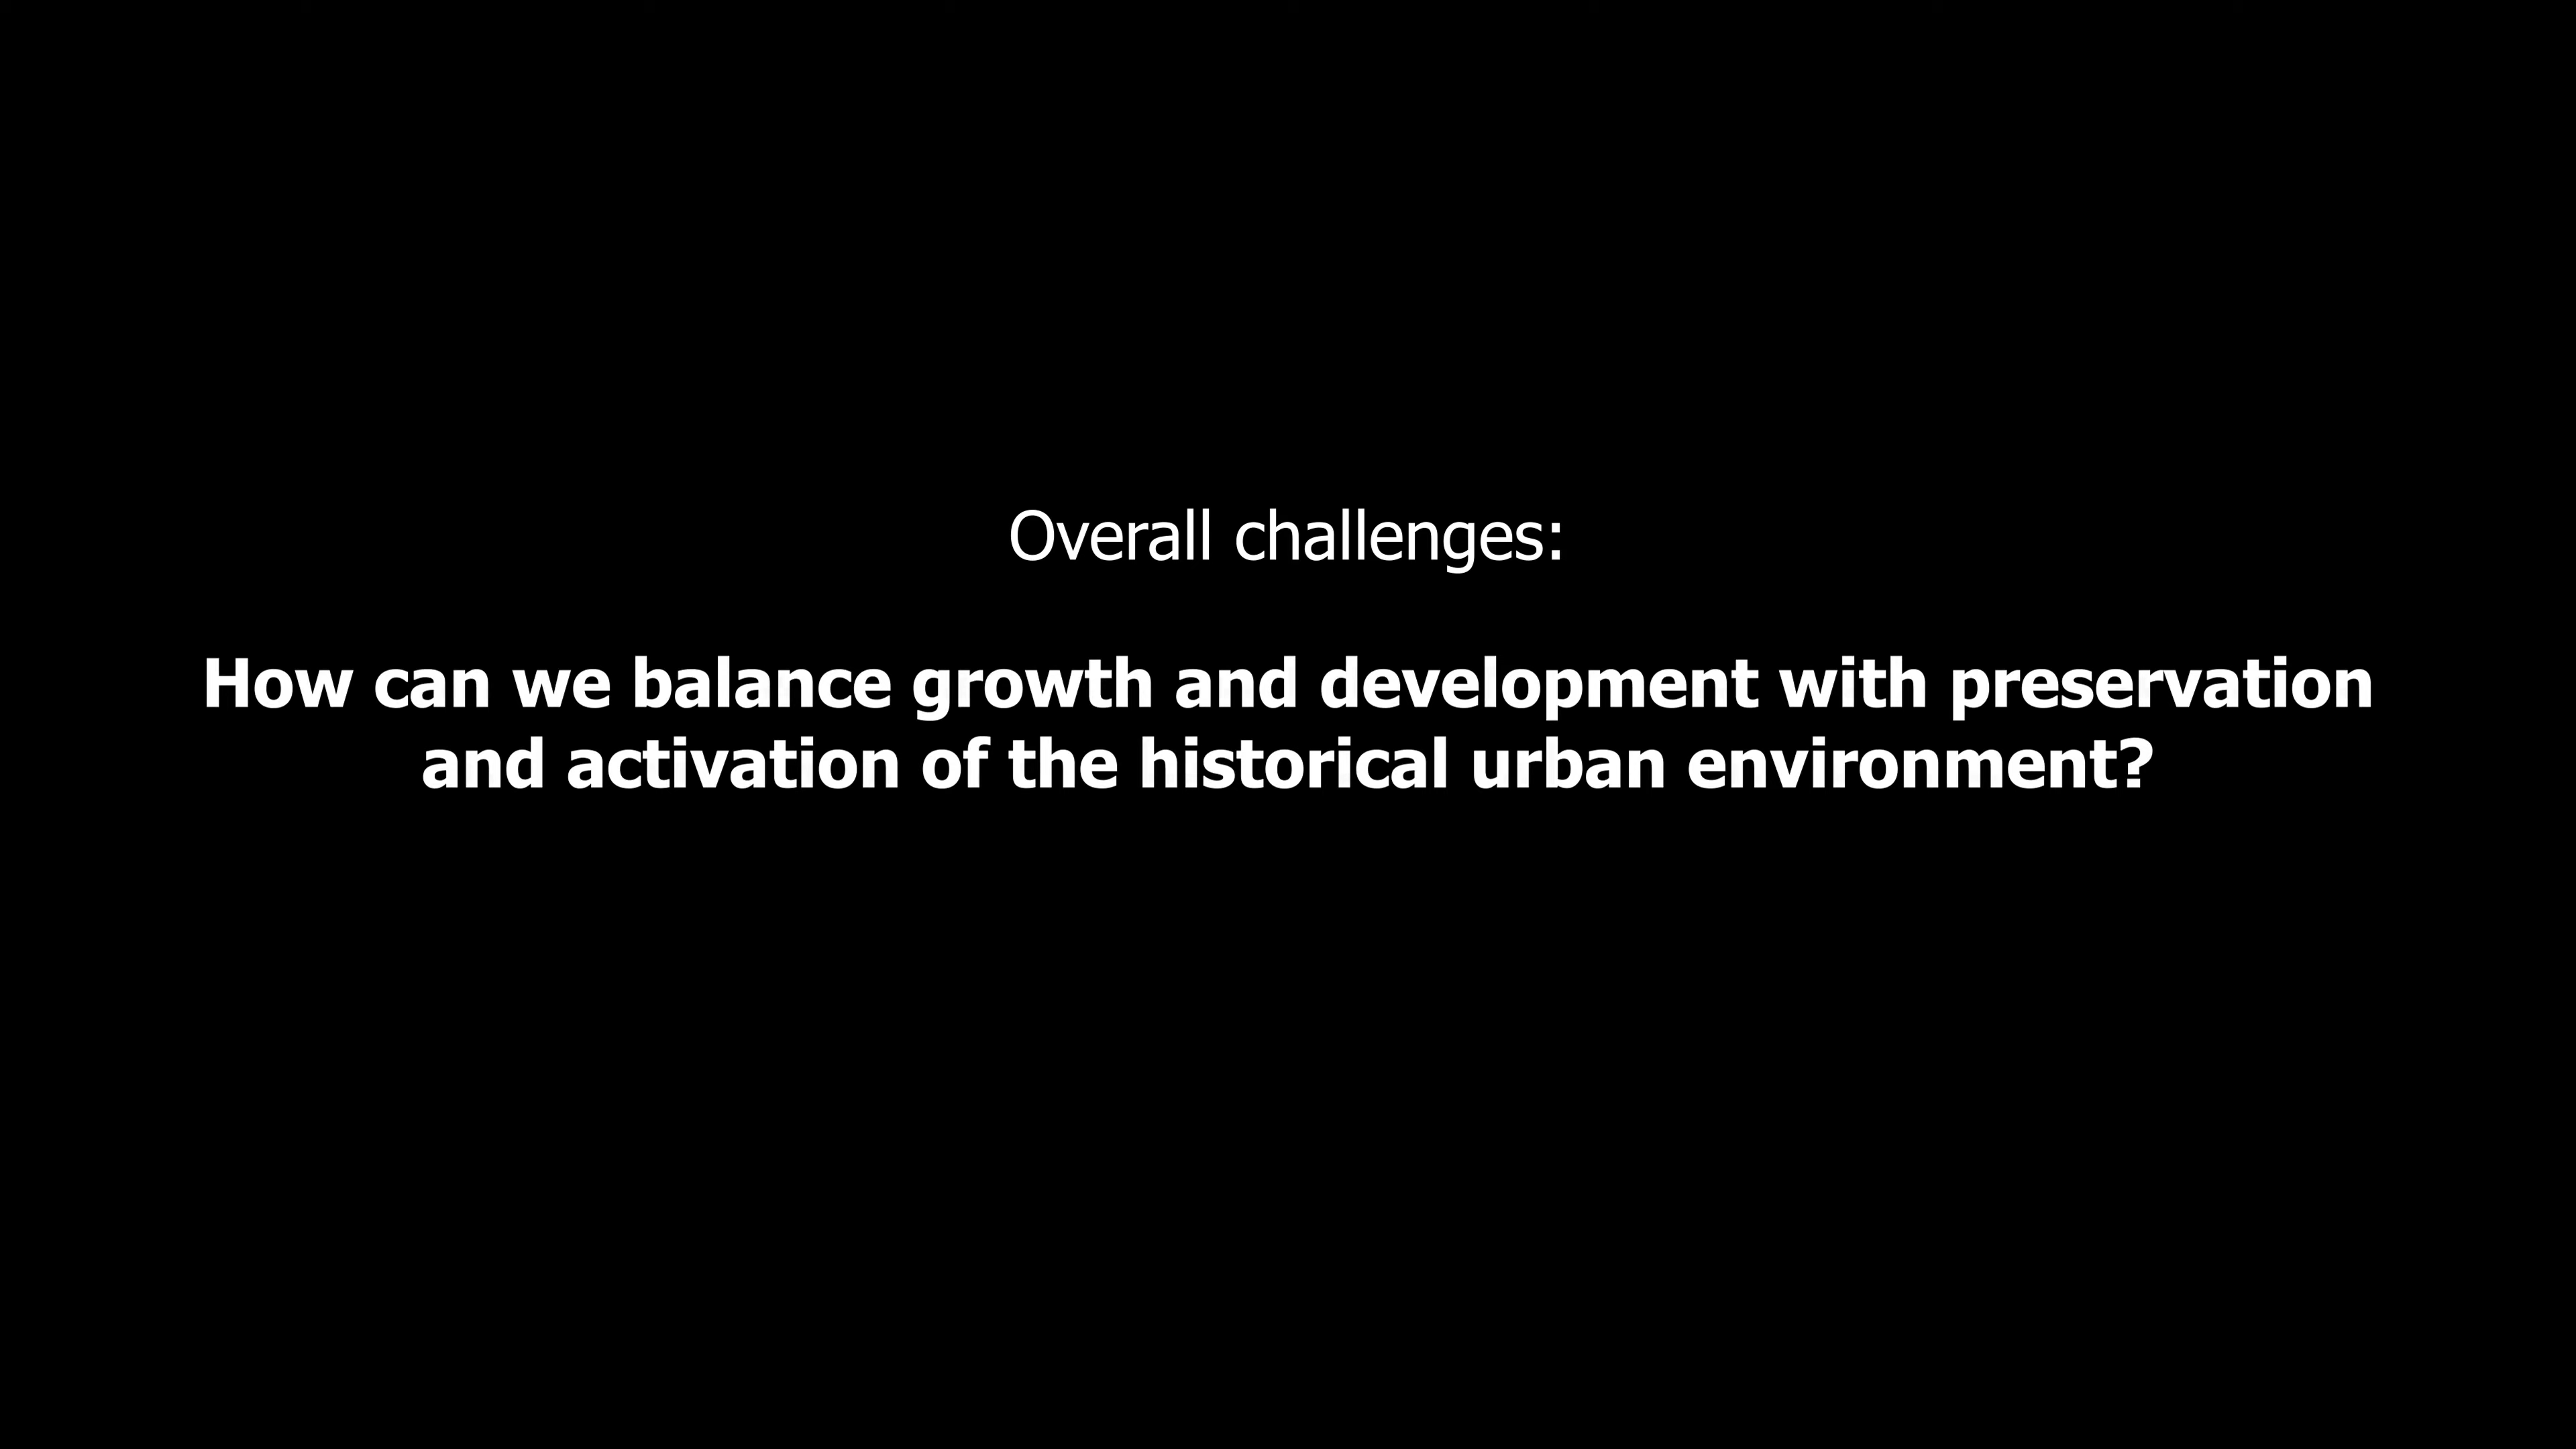 Overall challenges:
How can we balance growth and development with preservation
and activation of the historical urban environment?